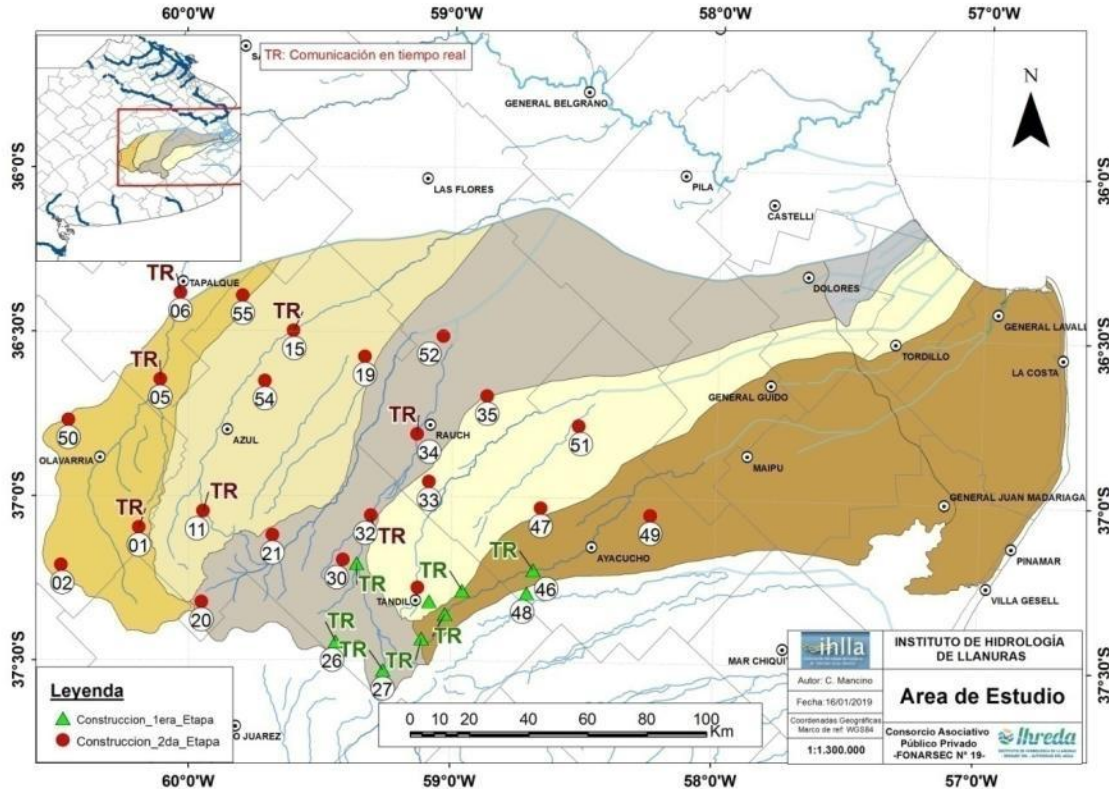 60°0'W
59°0'W
58°0'W
57°0'W
TR: Comunicación en tiempo real
GENERAL BELGRANO
N
36°0'S
36°0'S
LAS FLORES
PILA
CASTELLI
TR
TAPALQUE
06
55
TR
15
DOLORES
GENERAL LAVALL
36°30'S
36°30'S
52
19
TORDILLO
LA COSTA
TR
05
54
GENERAL GUIDO
35
50
AZUL
TR
RAUCH
34
51
OLAVARRIA
MAIPU
33
37°0'S
37°0'S
TR
11
TR
01
32
TR
47
49
GENERAL JUAN MADARIAGA
21
30
AYACUCHO
PINAMAR
02
TR
TR
TR
46
48
VILLA GESELL
20
TANDIL
TR
26
TR
TR
TR
27
37°30'S
37°30'S
MAR CHIQUI
Leyenda
Construccion_1era_Etapa
Construccion_2da_Etapa
JUAREZ
0 10 20 40 60 80 100
Km
ihlla
INSTITUTO DE HIDROLOGÍA
DE LLANURAS
Autor: C. Mancino
Fecha:16/01/2019
Area de Estudio
Coordenadas Geográficas
Marco de ref: WGS84
1:1.300.000
Consorcio Asociativo
Público Privado
-FONARSEC N° 19-
Ihreda
60°0'W
59°0'W
58°0'W
57°0'W